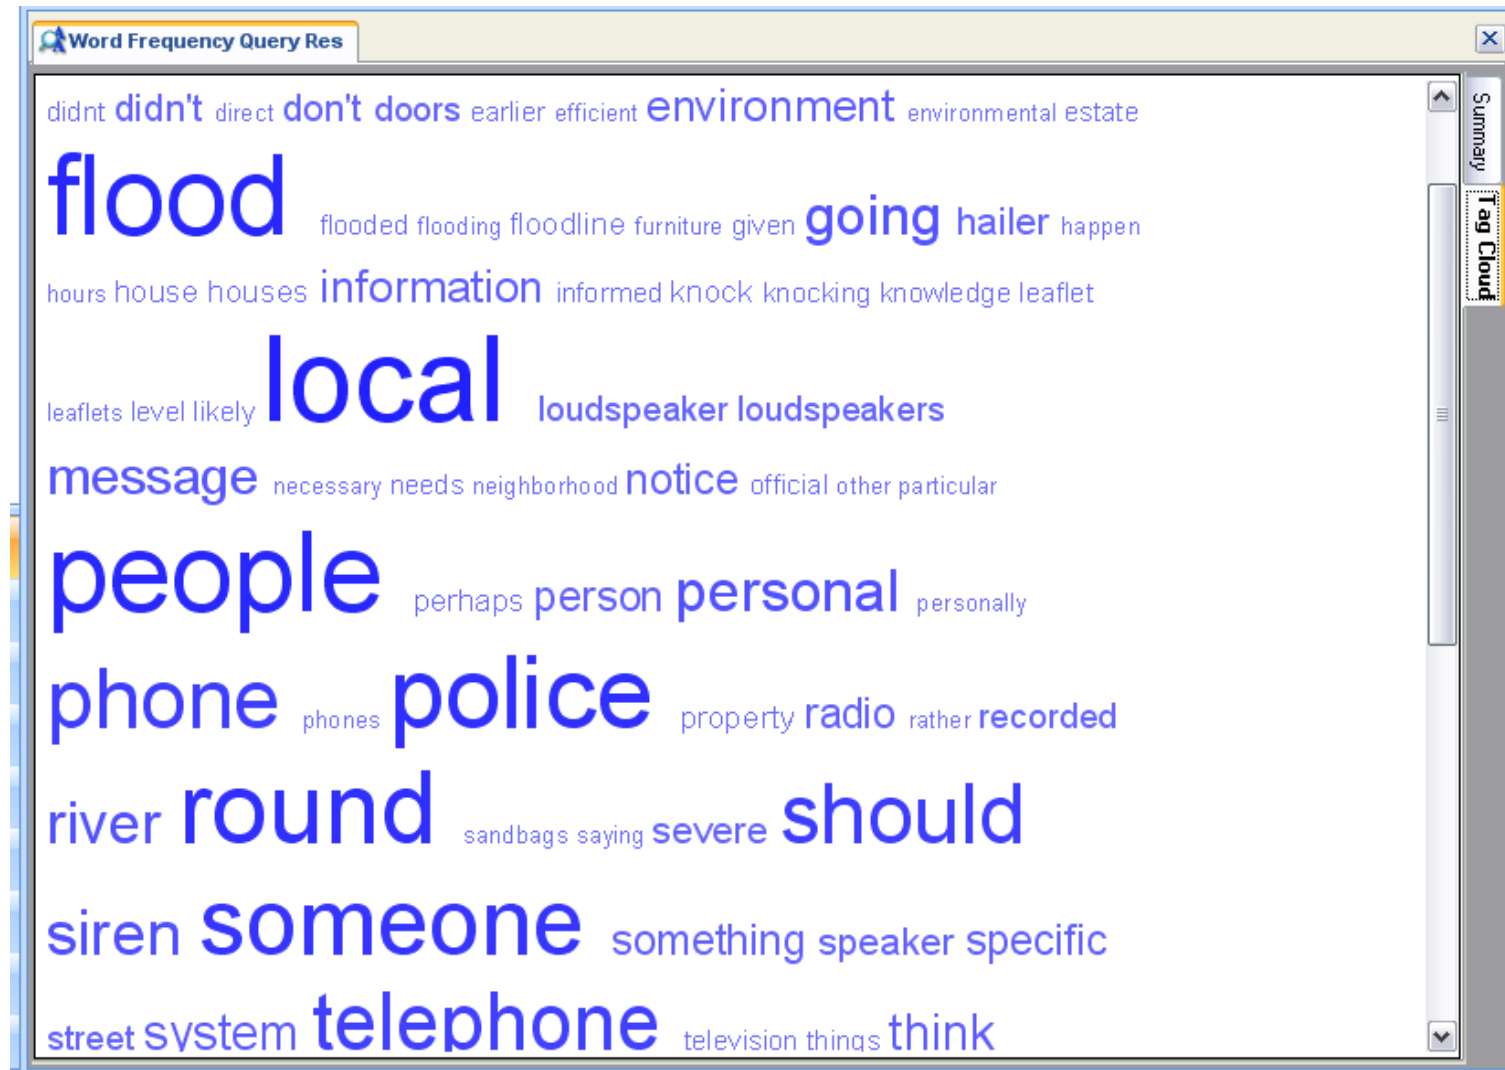 Word Frequency Query Res
Summary
Tag Cloud
didnt didn't direct don't doors earlier efficient environment environmental estate
flood flooded flooding floodline furniture given going hailer happen
hours house houses information informed knock knocking knowledge leaflet
leaflets level likely local loudspeaker loudspeakers
message necessary needs neighborhood notice official other particular
people perhaps person personal personally
phone phones police property radio rather recorded
river round sandbags saying severe should
siren someone something speaker specific
street system telephone television things think